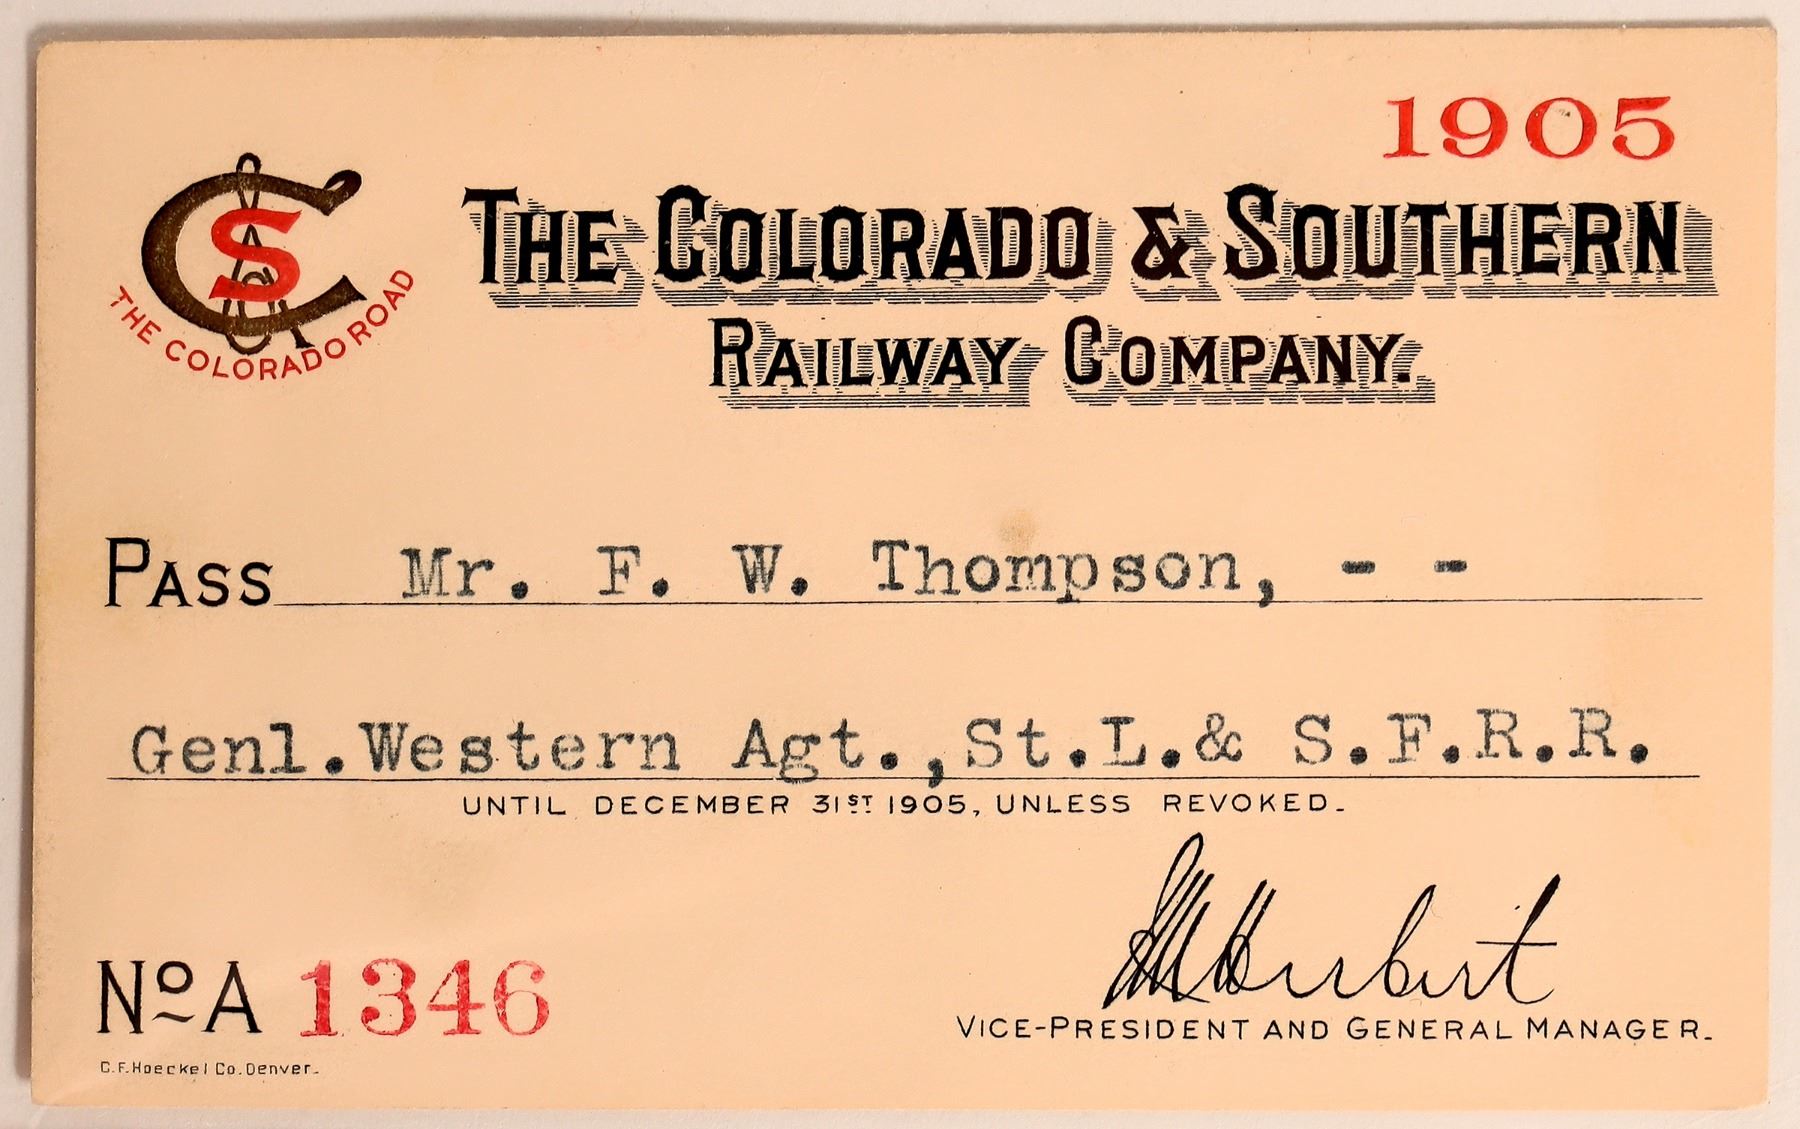 1905
C & S
THE COLORADO ROAD
THE COLORADO & SOUTHERN
RAILWAY COMPANY.
PASS Mr. F. W. Thompson, - -
Genl.Western Agt.,St.L.& S.F.R.R.
UNTIL DECEMBER 31ST 1905, UNLESS REVOKED.
Herbert
VICE-PRESIDENT AND GENERAL MANAGER.
No A 1346
C.F.Hoeckel Co. Denver.